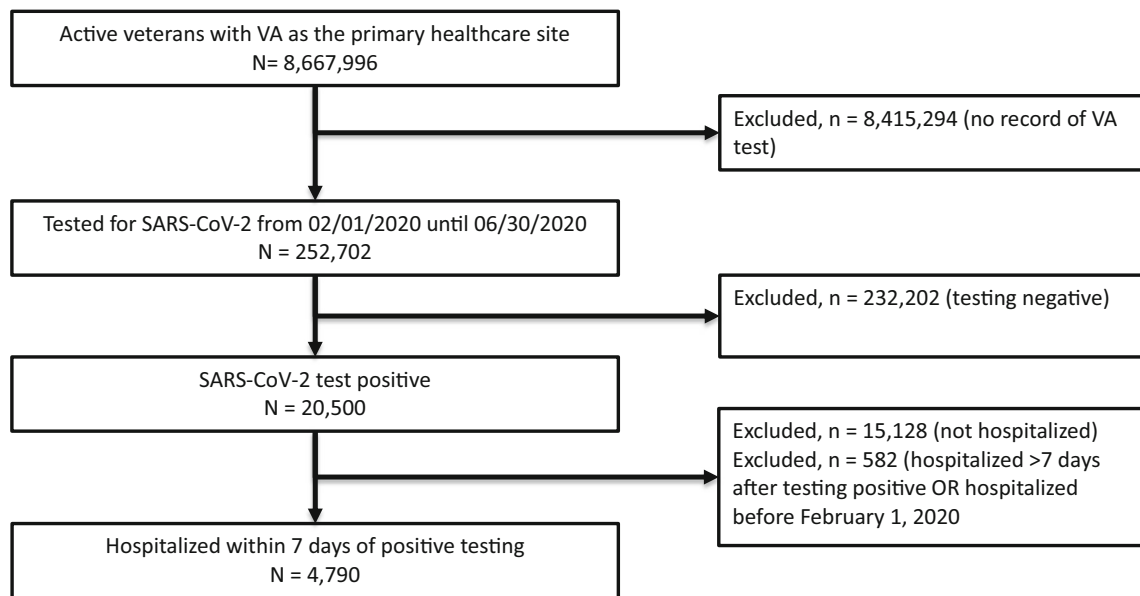 Active veterans with VA as the primary healthcare site
N= 8,667,996
Excluded, n = 8,415,294 (no record of VA
test)
Tested for SARS-CoV-2 from 02/01/2020 until 06/30/2020
N = 252,702
Excluded, n = 232,202 (testing negative)
SARS-CoV-2 test positive
N = 20,500
Excluded, n = 15,128 (not hospitalized)
Excluded, n = 582 (hospitalized >7 days
after testing positive OR hospitalized
before February 1, 2020
Hospitalized within 7 days of positive testing
N = 4,790